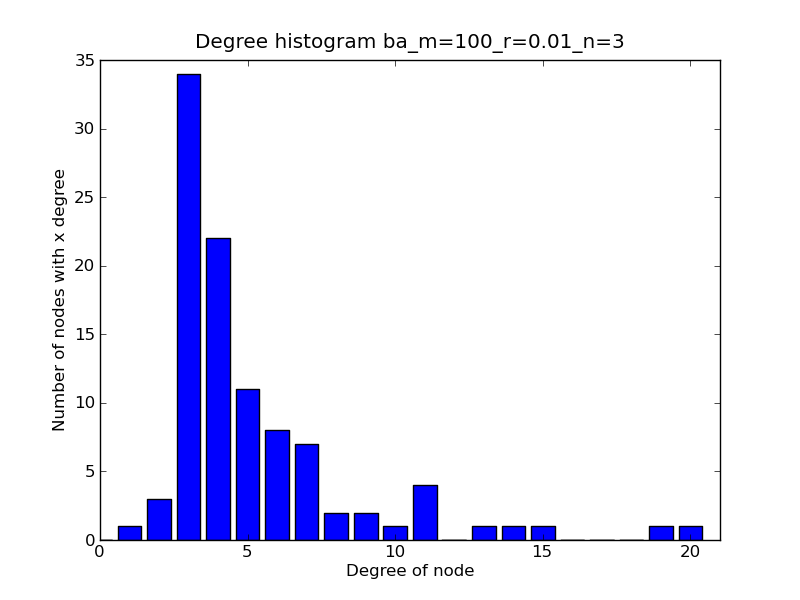 Degree histogram ba_m=100_r=0.01_n=3
35
30
25
20
15
10
5
0
Number of nodes with x degree
0 5 10 15 20
Degree of node